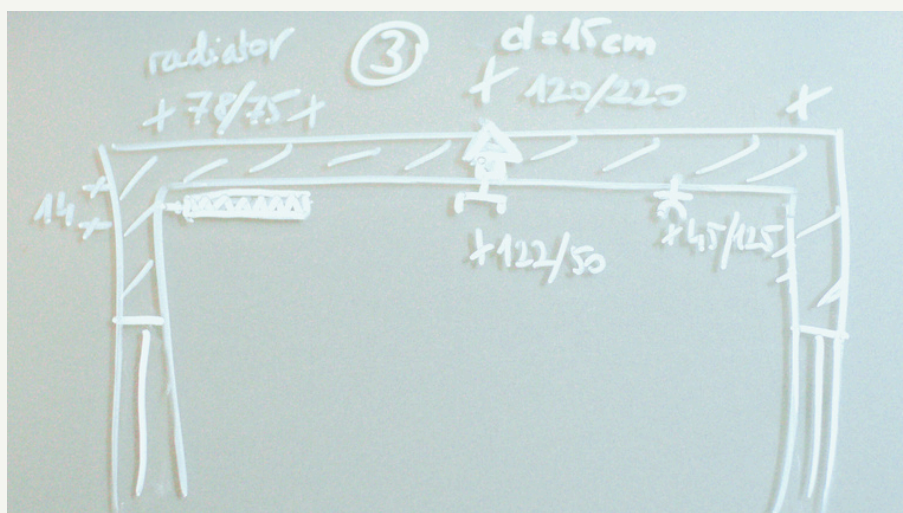 radiator ③ d=15cm
x 78/75 x x 120/220 x
14
x 122/50 x 45/125